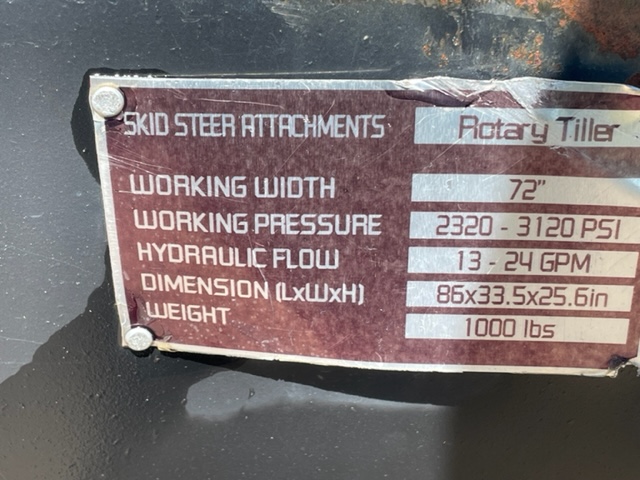 SKID STEER ATTACHMENTS Rotary Tiller
WORKING WIDTH 72"
WORKING PRESSURE 2320 - 3120 PSI
HYDRAULIC FLOW 13 - 24 GPM
DIMENSION (LxWxH) 86x33.5x25.6in
WEIGHT 1000 lbs